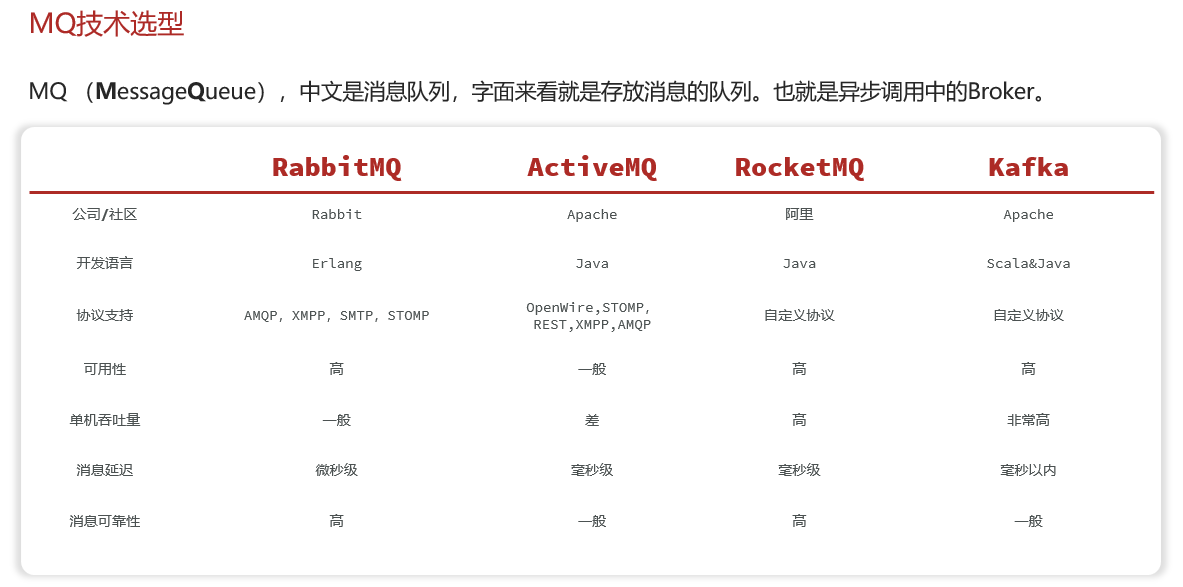 MQ技术选型
MQ （MessageQueue），中文是消息队列，字面来看就是存放消息的队列。也就是异步调用中的Broker。
RabbitMQ ActiveMQ RocketMQ Kafka
公司/社区 Rabbit Apache 阿里 Apache
开发语言 Erlang Java Java Scala&Java
协议支持 AMQP，XMPP，SMTP，STOMP OpenWire,STOMP， 自定义协议 自定义协议
REST,XMPP,AMQP
可用性 高 一般 高 高
单机吞吐量 一般 差 高 非常高
消息延迟 微秒级 毫秒级 毫秒级 毫秒以内
消息可靠性 高 一般 高 一般